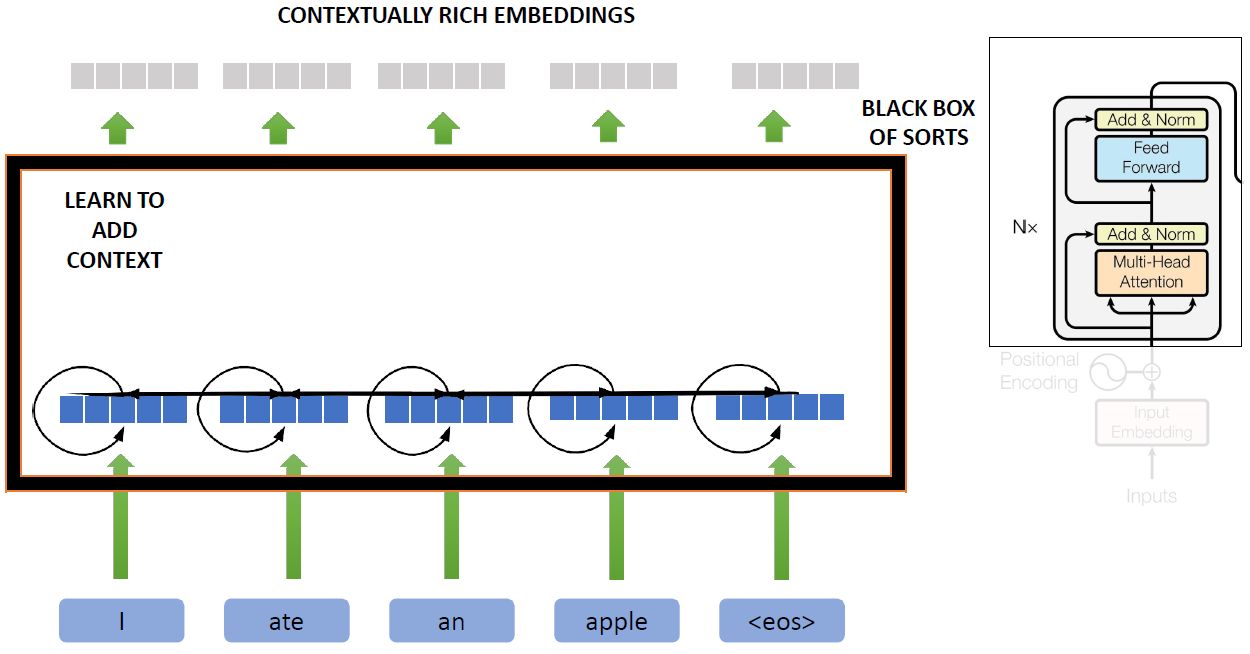 CONTEXTUALLY RICH EMBEDDINGS
BLACK BOX
OF SORTS
LEARN TO
ADD
CONTEXT
I
ate
an
apple
<eos>
Add & Norm
Feed
Forward
N×
Add & Norm
Multi-Head
Attention
Positional
Encoding
Input
Embedding
Inputs